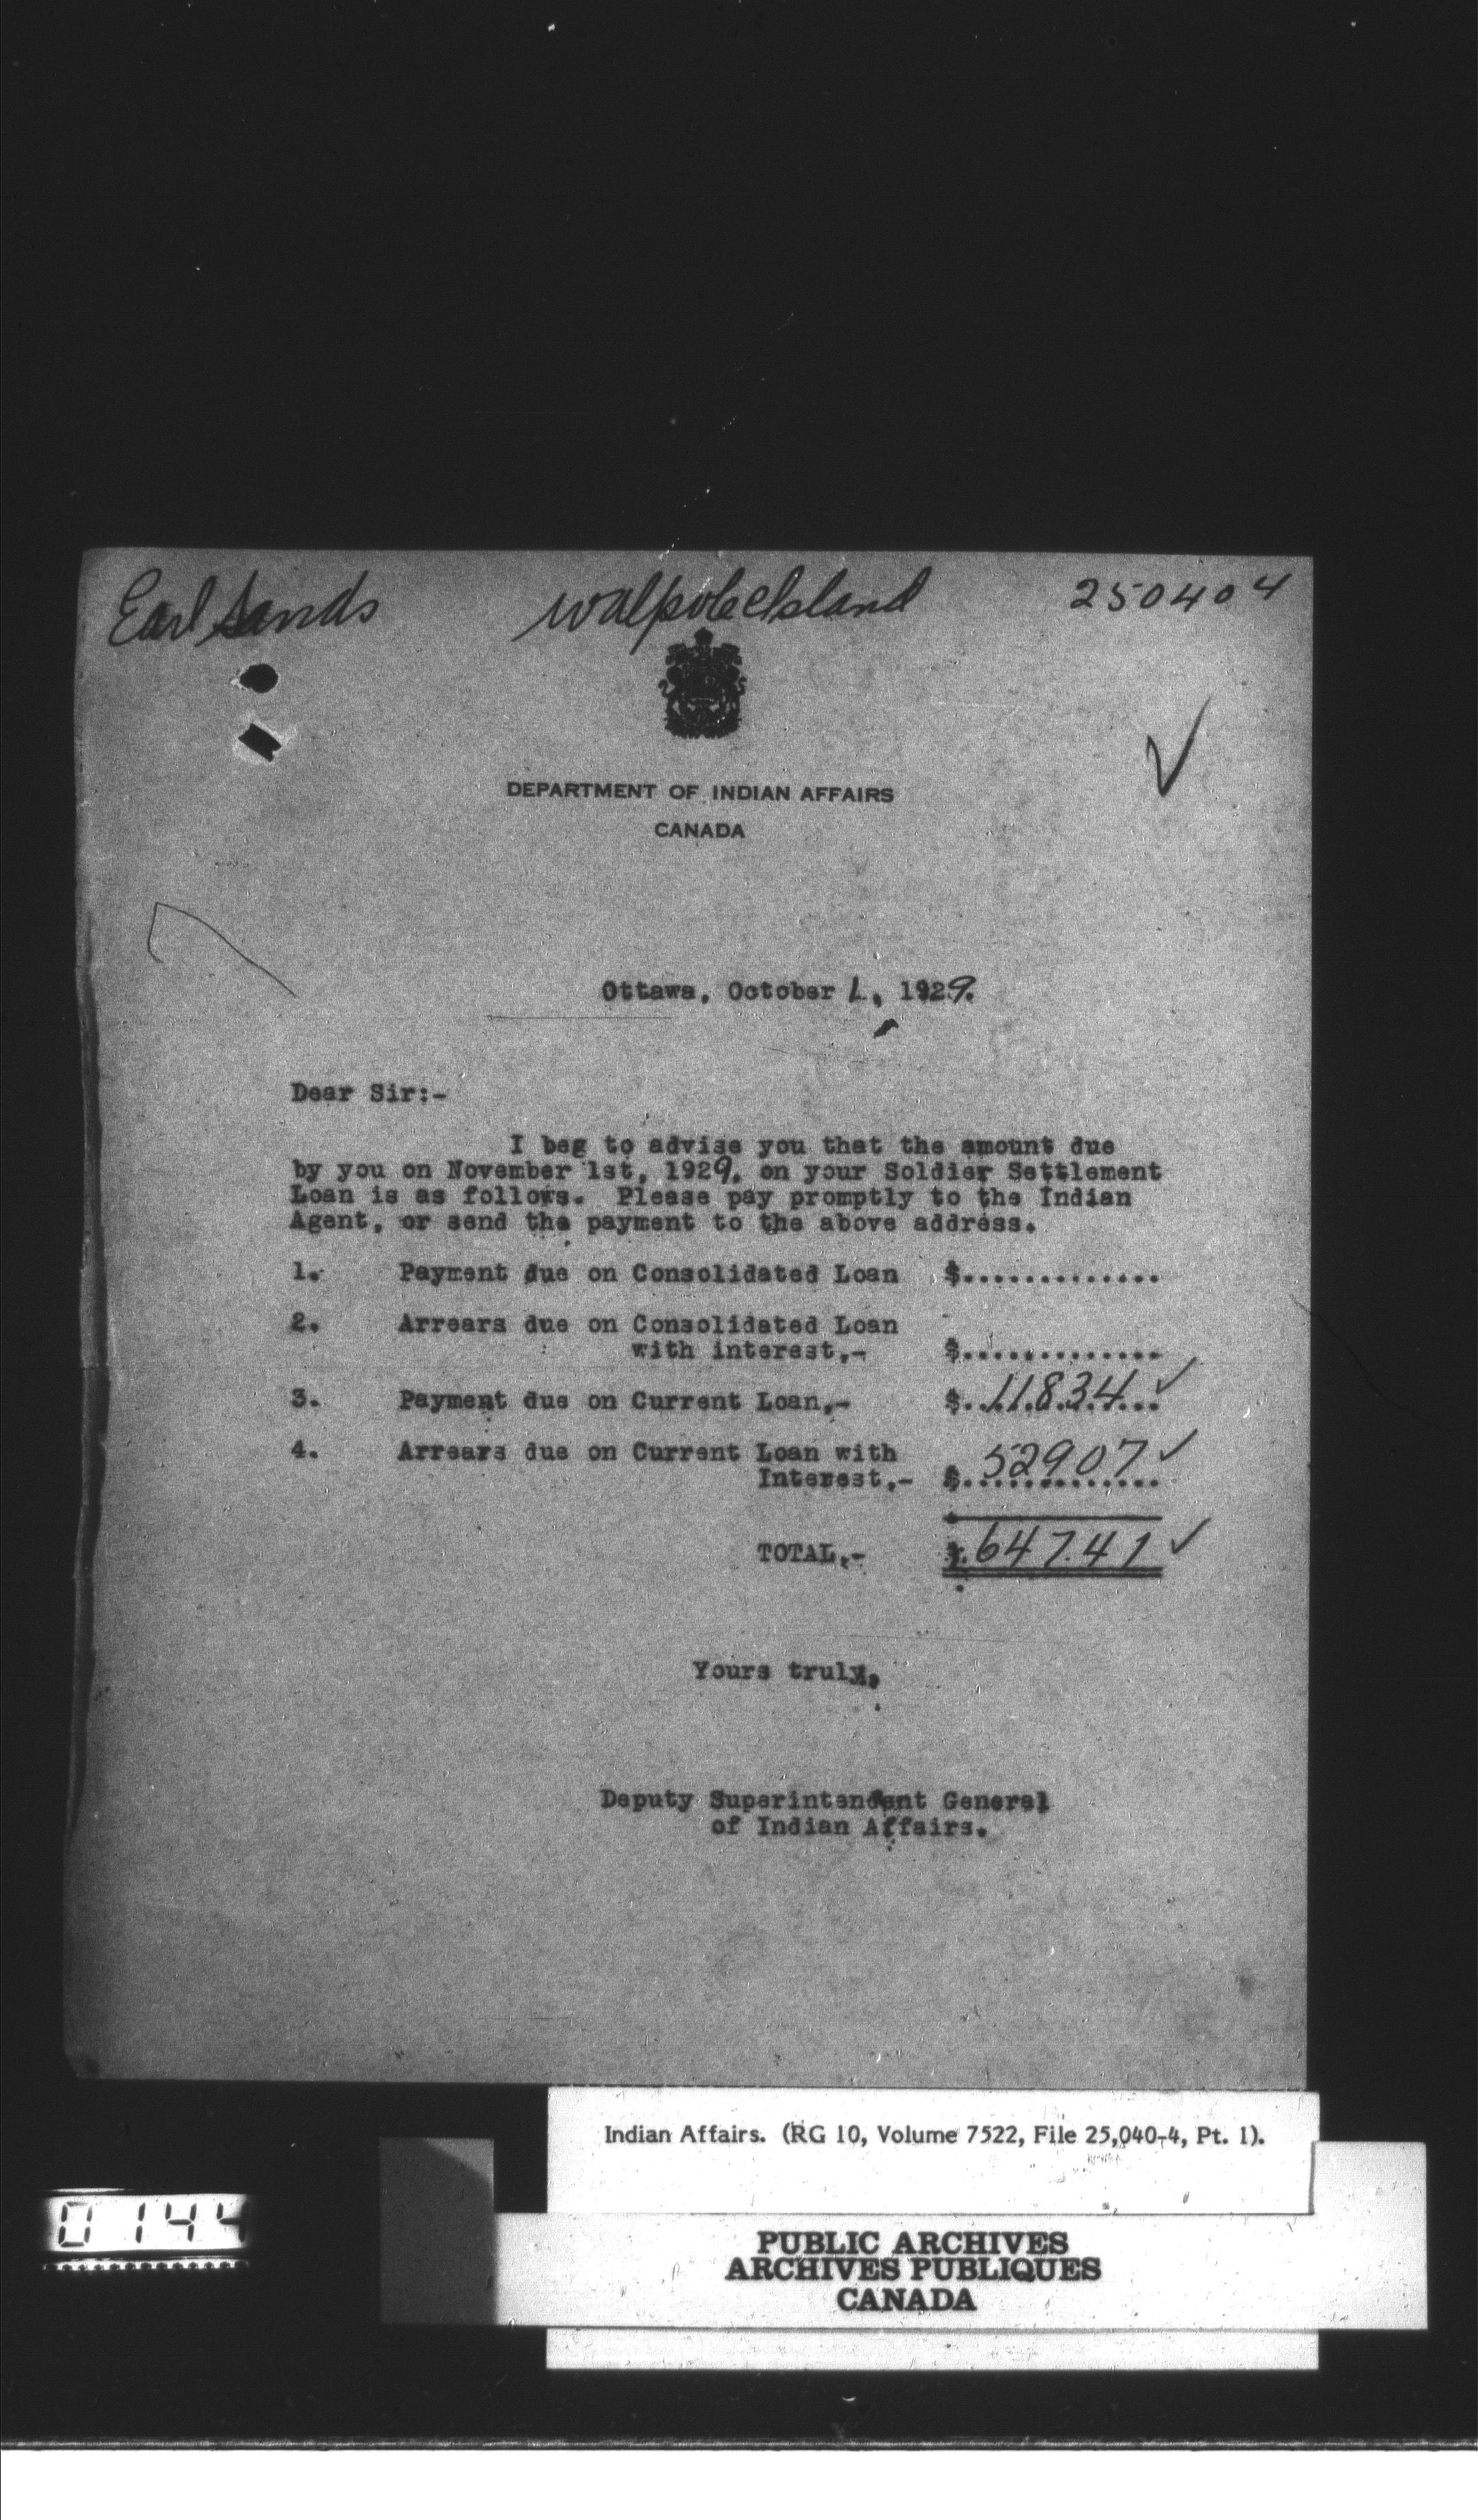 Earl Sands walpole Island 250404
DEPARTMENT OF INDIAN AFFAIRS
CANADA
Ottawa, October 1, 1929.
Dear Sir:-
I beg to advise you that the amount due
by you on November 1st, 1929, on your Soldier Settlement
Loan is as follows. Please pay promptly to the Indian
Agent, or send the payment to the above address.
1. Payment due on Consolidated Loan $..............
2. Arrears due on Consolidated Loan
with interest,- $..............
3. Payment due on Current Loan,- $ 118.34 ✓
4. Arrears due on Current Loan with
Interest,- $ 529 07 ✓
TOTAL,- $ 647.41 ✓
Yours truly,
Deputy Superintendent General
of Indian Affairs.
Indian Affairs. (RG 10, Volume 7522, File 25,040-4, Pt. 1).
0144
PUBLIC ARCHIVES
ARCHIVES PUBLIQUES
CANADA